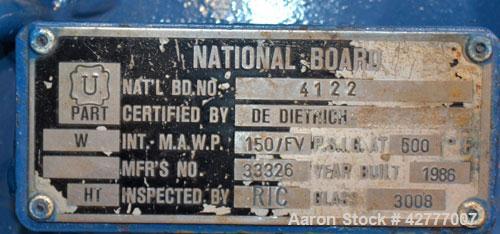 NATIONAL BOARD
U
PART
NAT'L BD. NO. 4122
CERTIFIED BY DE DIETRICH
W INT. M.A.W.P. 150/FV P.S.I.G. AT 500 °F
MFR'S NO. 33326 YEAR BUILT 1986
HT INSPECTED BY RIC GLASS 3008
Aaron Stock # 42777007